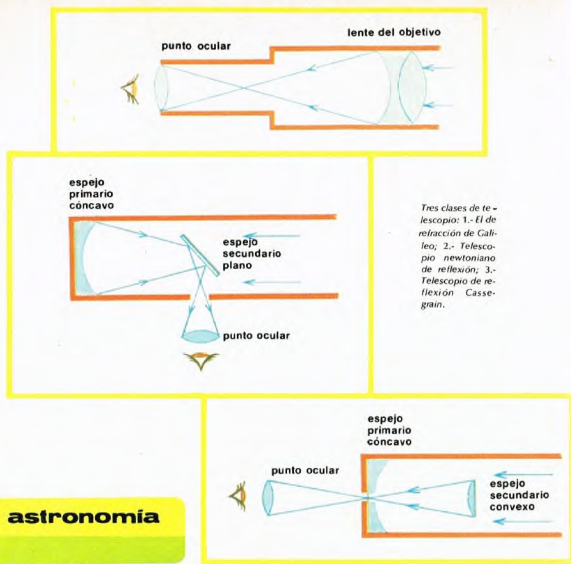 lente del objetivo
punto ocular
espejo
primario
cóncavo
espejo
secundario
plano
punto ocular
Tres clases de te-
lescopio: 1.- El de
refracción de Gali-
leo; 2.- Telesco-
pio newtoniano
de reflexión; 3.-
Telescopio de re-
flexión Casse-
grain.
espejo
primario
cóncavo
punto ocular
espejo
secundario
convexo
astronomía